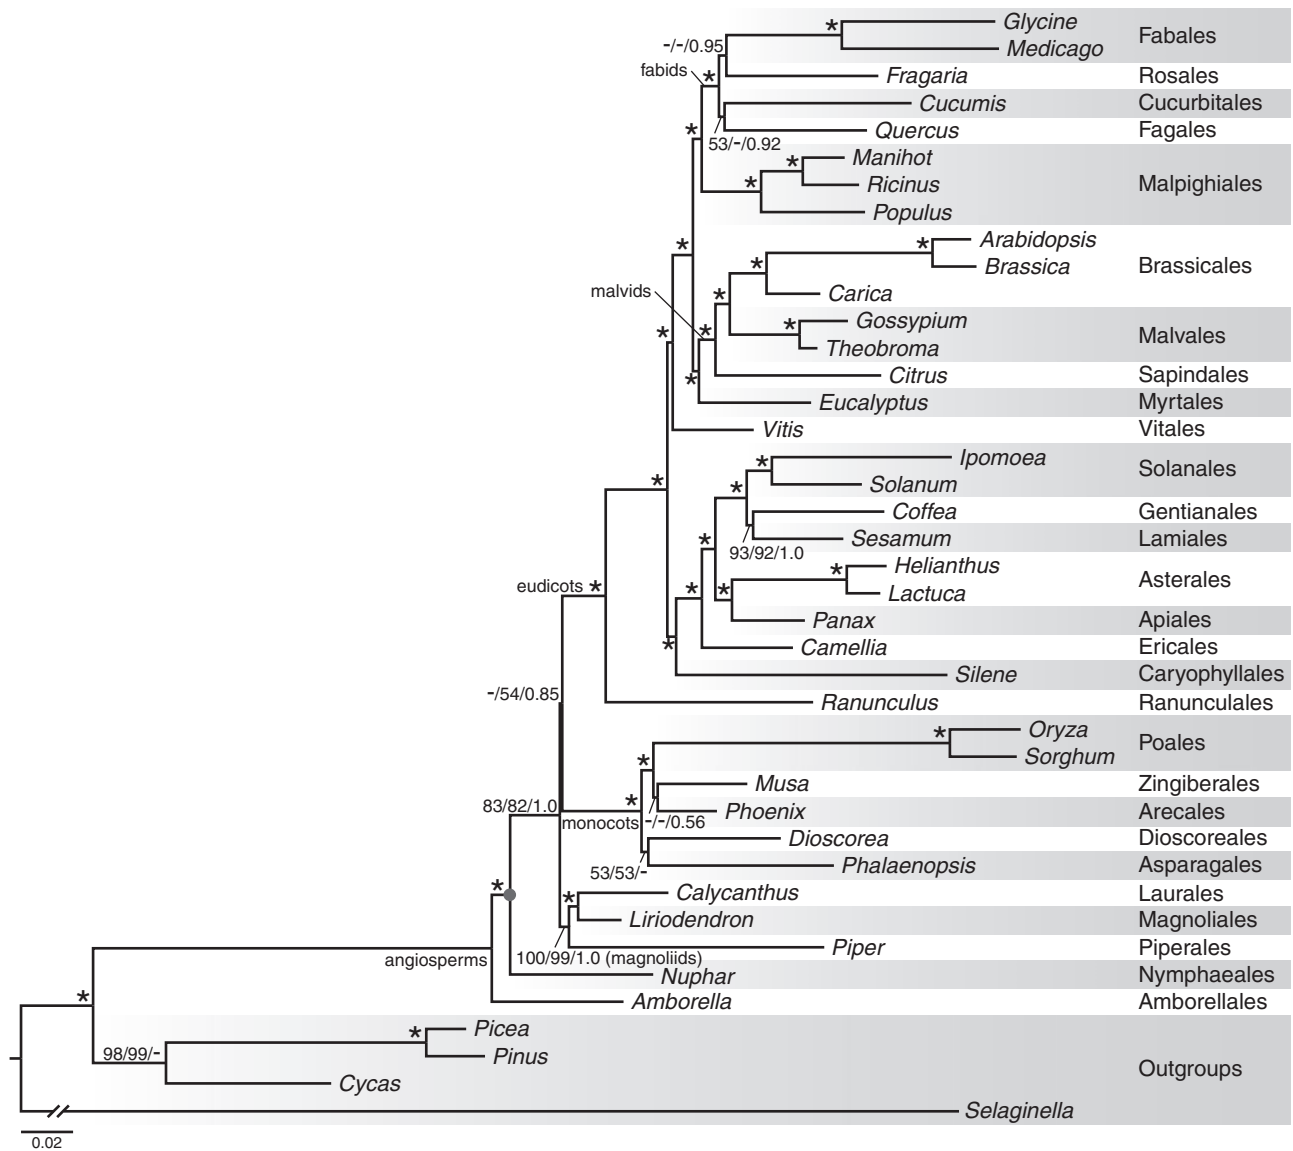 Glycine
Fabales
-/-/0.95
Medicago
fabids
*
Fragaria
Rosales
Cucumis
Cucurbitales
Quercus
Fagales
53/-/0.92
Manihot
Ricinus
Malpighiales
Populus
Arabidopsis
Brassica
Brassicales
malvids
Carica
Gossypium
Malvales
Theobroma
Citrus
Sapindales
Eucalyptus
Myrtales
Vitis
Vitales
Ipomoea
Solanales
Solanum
Coffea
Gentianales
Sesamum
Lamiales
93/92/1.0
Helianthus
Asterales
eudicots *
Lactuca
Panax
Apiales
Camellia
Ericales
Silene
Caryophyllales
-/54/0.85
Ranunculus
Ranunculales
Oryza
Poales
Sorghum
Musa
Zingiberales
83/82/1.0
Phoenix
Arecales
monocots
-/-/0.56
Dioscorea
Dioscoreales
Phalaenopsis
Asparagales
53/53/-
Calycanthus
Laurales
Liriodendron
Magnoliales
Piper
Piperales
100/99/1.0 (magnoliids)
angiosperms
Nuphar
Nymphaeales
Amborella
Amborellales
Picea
98/99/-
Pinus
Outgroups
Cycas
Selaginella
0.02